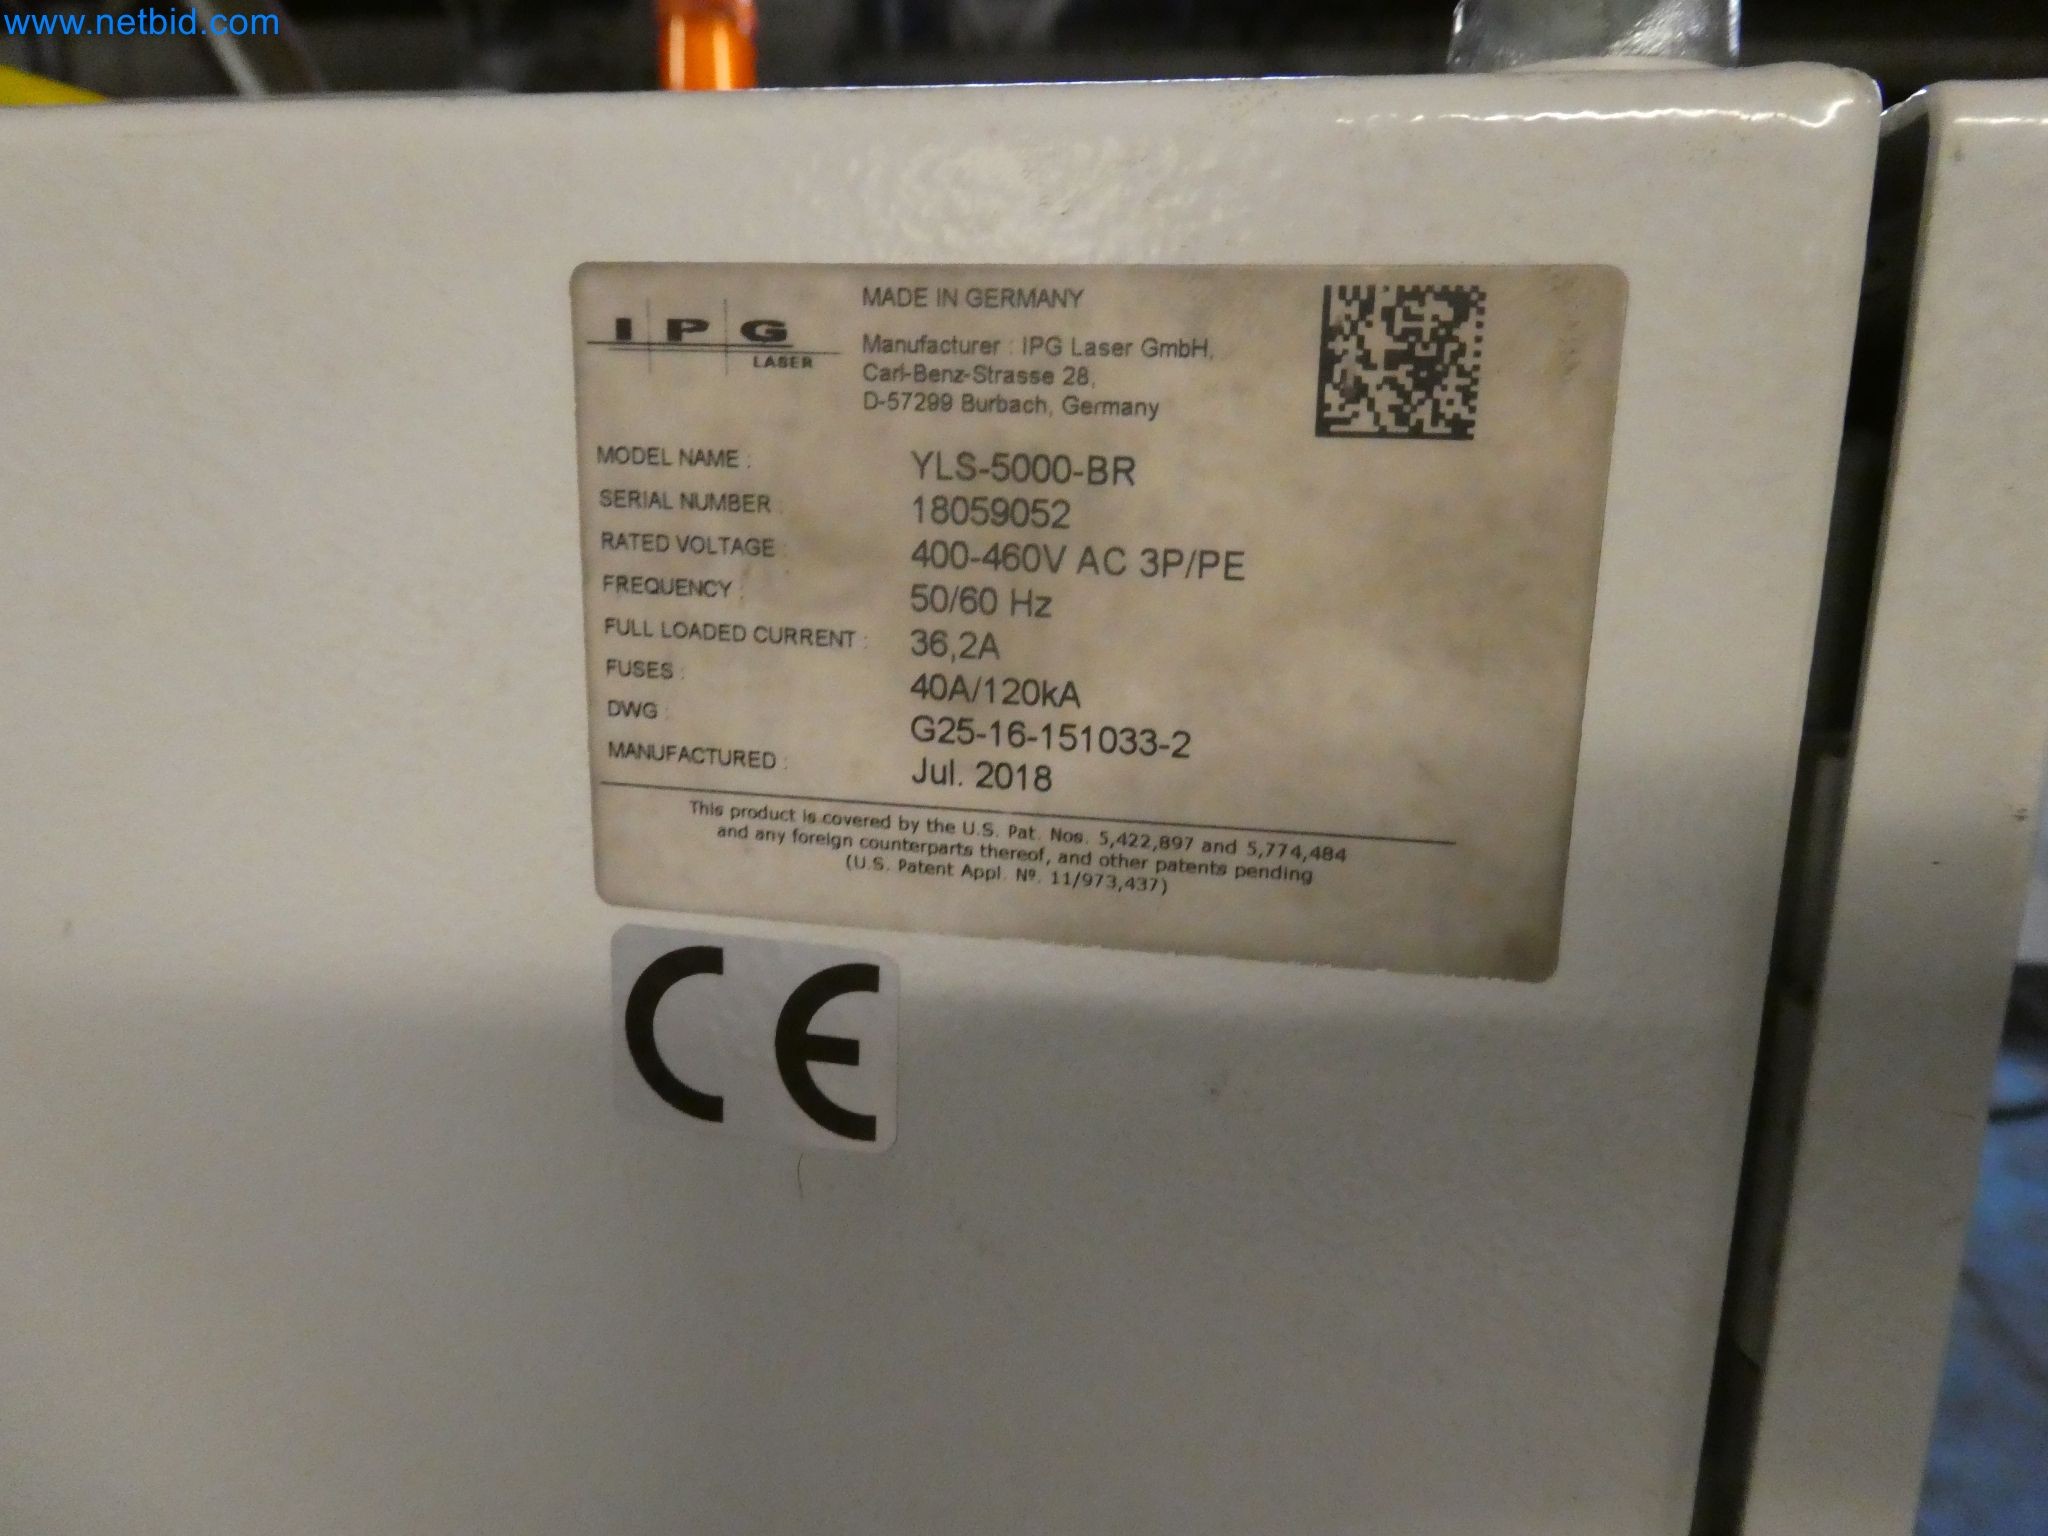 www.netbid.com
IPG
LASER
MADE IN GERMANY
Manufacturer : IPG Laser GmbH,
Carl-Benz-Strasse 28,
D-57299 Burbach, Germany
MODEL NAME : YLS-5000-BR
SERIAL NUMBER : 18059052
RATED VOLTAGE : 400-460V AC 3P/PE
FREQUENCY : 50/60 Hz
FULL LOADED CURRENT : 36,2A
FUSES : 40A/120kA
DWG : G25-16-151033-2
MANUFACTURED : Jul. 2018
This product is covered by the U.S. Pat. Nos. 5,422,897 and 5,774,484
and any foreign counterparts thereof, and other patents pending
(U.S. Patent Appl. Nº. 11/973,437)
CE